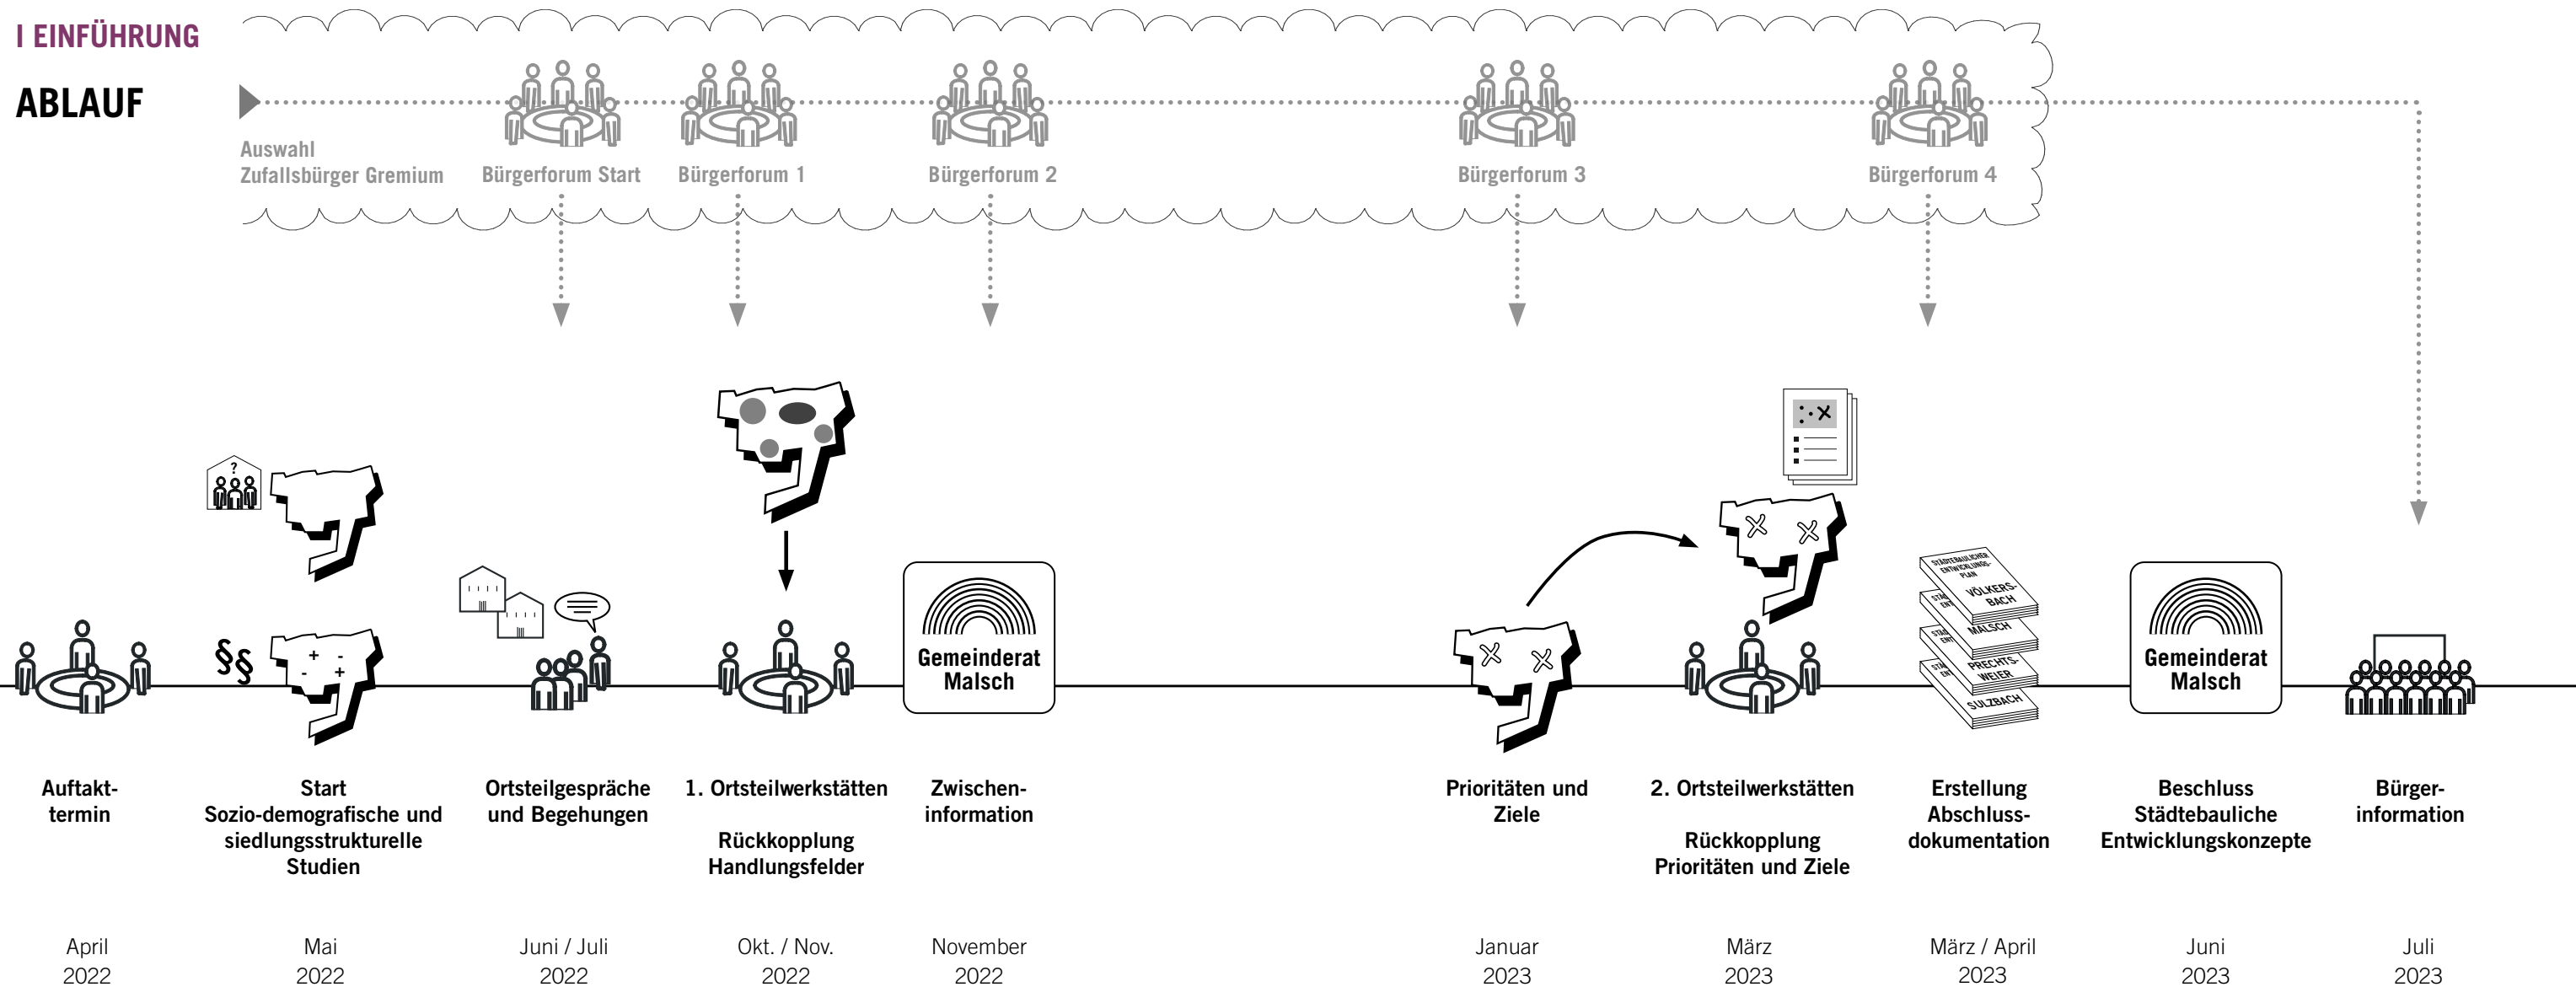 I EINFÜHRUNG
ABLAUF
Auswahl
Zufallsbürger Gremium
Bürgerforum Start
Bürgerforum 1
Bürgerforum 2
Bürgerforum 3
Bürgerforum 4
?
§§
+ -
- +
Gemeinderat
Malsch
STÄDTEBAULICHER
ENTWICKLUNGS-
PLAN
VÖLKERS-
BACH
MALSCH
PRECHTS-
WEIER
SULZBACH
Gemeinderat
Malsch
Auftakt-
termin
Start
Sozio-demografische und
siedlungsstrukturelle
Studien
Ortsteilgespräche
und Begehungen
1. Ortsteilwerkstätten
Rückkopplung
Handlungsfelder
Zwischen-
information
Prioritäten und
Ziele
2. Ortsteilwerkstätten
Rückkopplung
Prioritäten und Ziele
Erstellung
Abschluss-
dokumentation
Beschluss
Städtebauliche
Entwicklungskonzepte
Bürger-
information
April
2022
Mai
2022
Juni / Juli
2022
Okt. / Nov.
2022
November
2022
Januar
2023
März
2023
März / April
2023
Juni
2023
Juli
2023